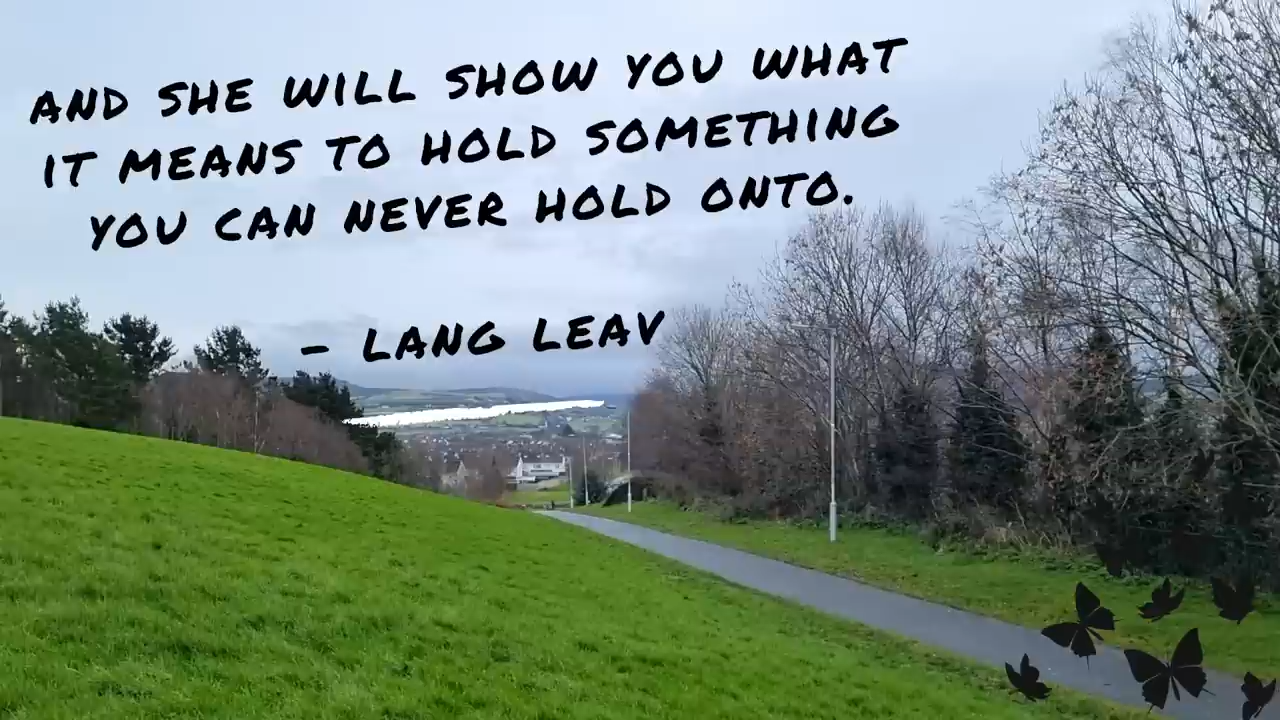 AND SHE WILL SHOW YOU WHAT
IT MEANS TO HOLD SOMETHING
YOU CAN NEVER HOLD ONTO.
- LANG LEAV